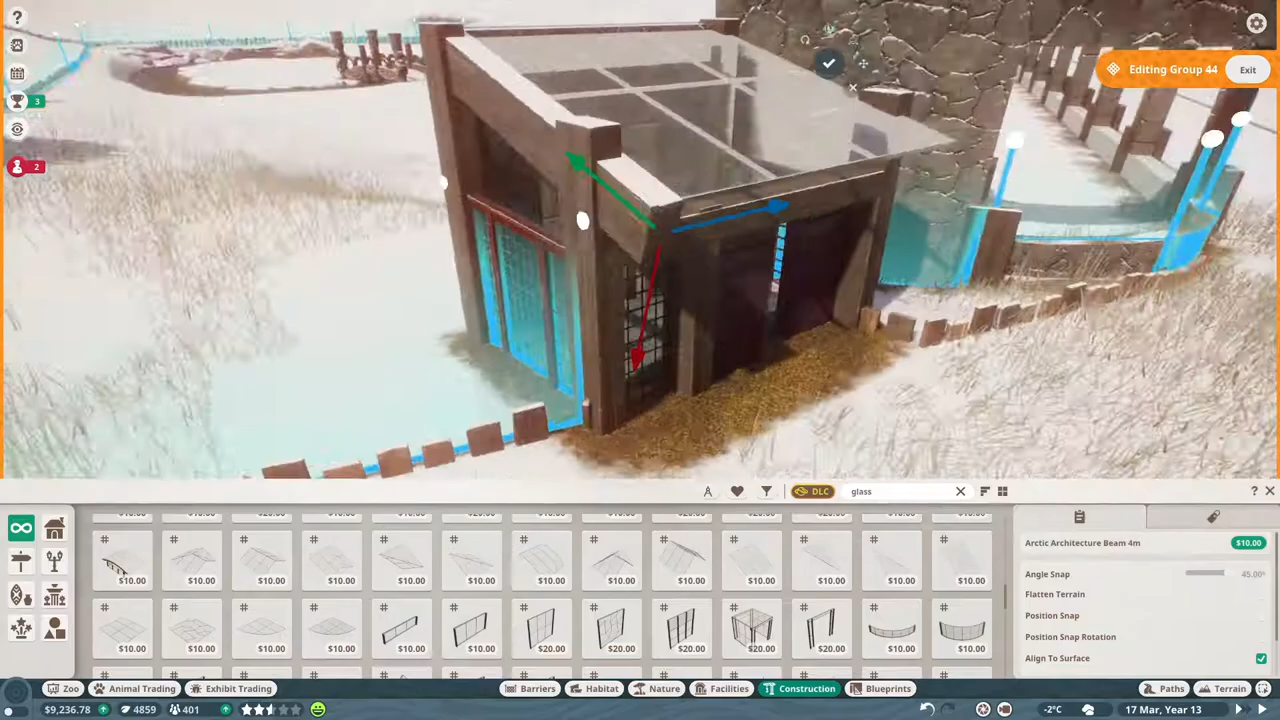 ?
3
2
Editing Group 44
Exit
DLC
glass
?
$10.00 $10.00 $10.00 $10.00 $10.00 $10.00 $10.00 $10.00 $10.00 $10.00 $10.00 $10.00 $10.00
$10.00 $10.00 $10.00 $10.00 $10.00 $10.00 $20.00 $20.00 $20.00 $20.00 $20.00 $10.00 $10.00
Arctic Architecture Beam 4m
$10.00
Angle Snap
45.00°
Flatten Terrain
Position Snap
Position Snap Rotation
Align To Surface
Zoo
Animal Trading
Exhibit Trading
Barriers
Habitat
Nature
Facilities
Construction
Blueprints
Paths
Terrain
$9,236.78
4859
401
-2°C
17 Mar, Year 13